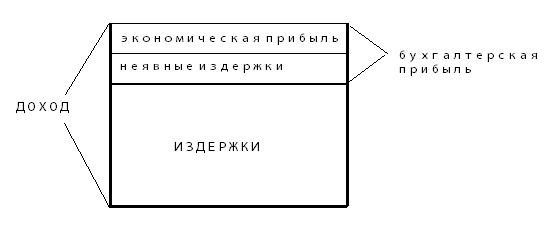 экономическая прибыль
неявные издержки
бухгалтерская
прибыль
ДОХОД
ИЗДЕРЖКИ